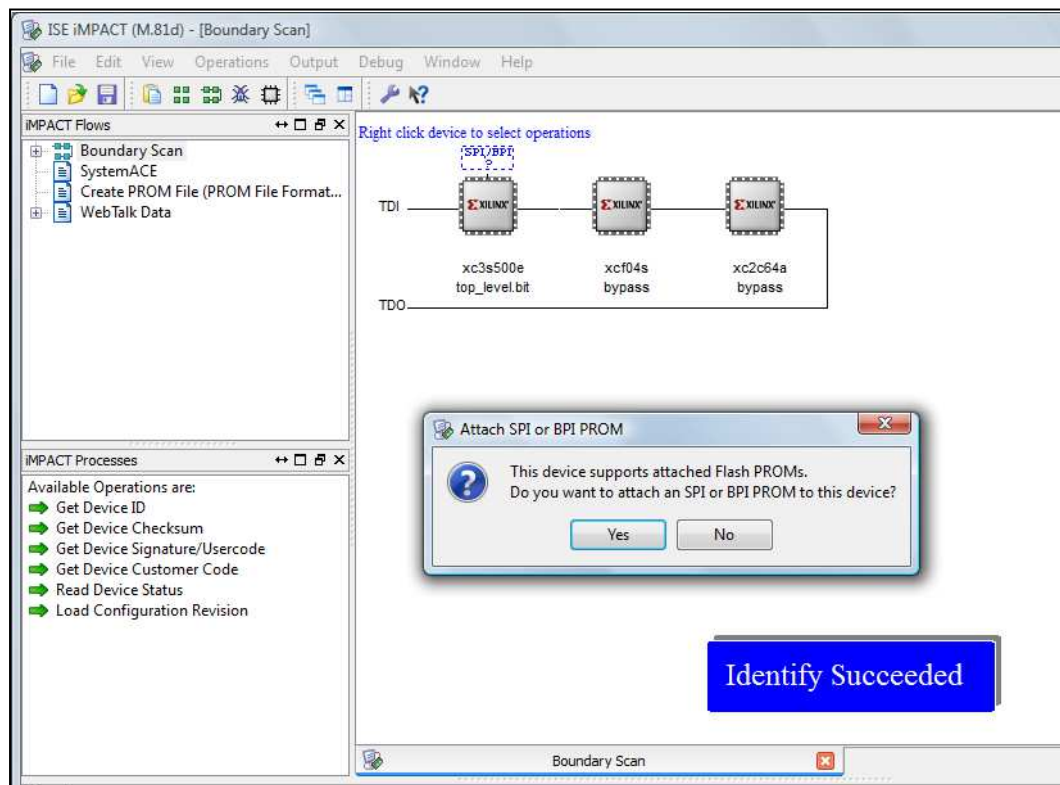 ISE iMPACT (M.81d) - [Boundary Scan]
File Edit View Operations Output Debug Window Help
iMPACT Flows
Boundary Scan
SystemACE
Create PROM File (PROM File Format...
WebTalk Data
Right click device to select operations
SPI/BPI
?
TDI
XILINX XILINX XILINX
xc3s500e xcf04s xc2c64a
top_level.bit bypass bypass
TDO
Attach SPI or BPI PROM
This device supports attached Flash PROMs.
Do you want to attach an SPI or BPI PROM to this device?
Yes No
iMPACT Processes
Available Operations are:
Get Device ID
Get Device Checksum
Get Device Signature/Usercode
Get Device Customer Code
Read Device Status
Load Configuration Revision
Identify Succeeded
Boundary Scan